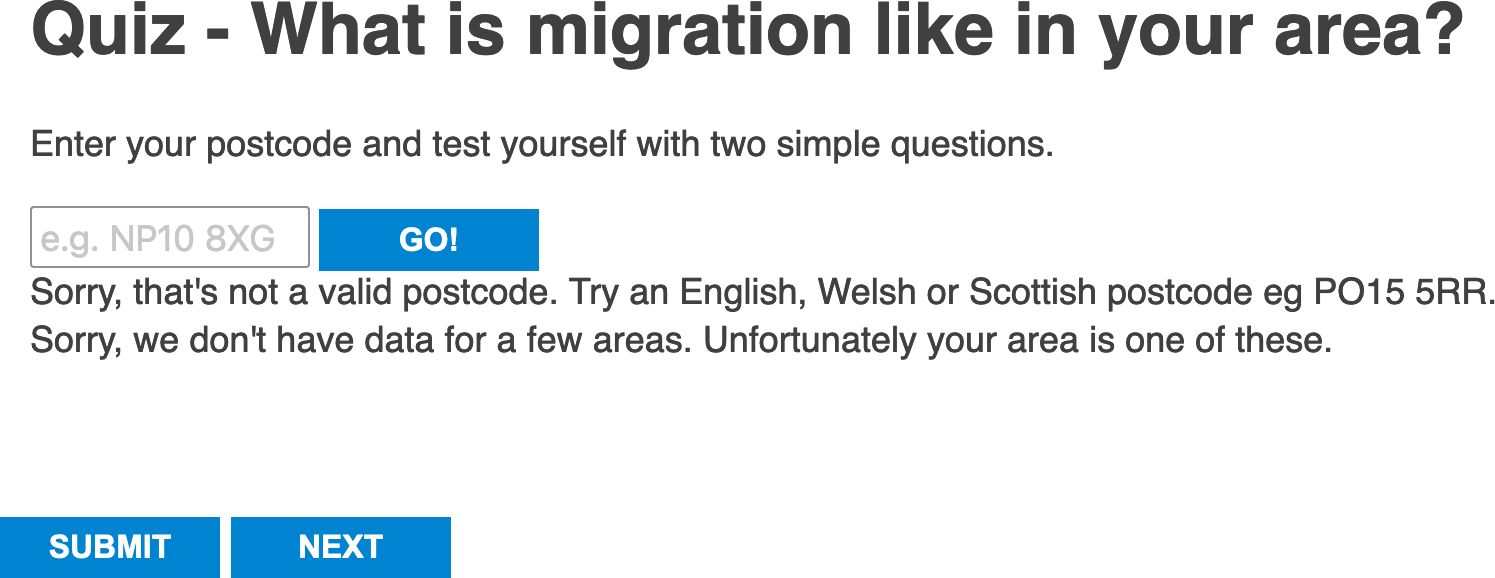 Quiz - What is migration like in your area?
Enter your postcode and test yourself with two simple questions.
e.g. NP10 8XG GO!
Sorry, that's not a valid postcode. Try an English, Welsh or Scottish postcode eg PO15 5RR.
Sorry, we don't have data for a few areas. Unfortunately your area is one of these.
SUBMIT NEXT